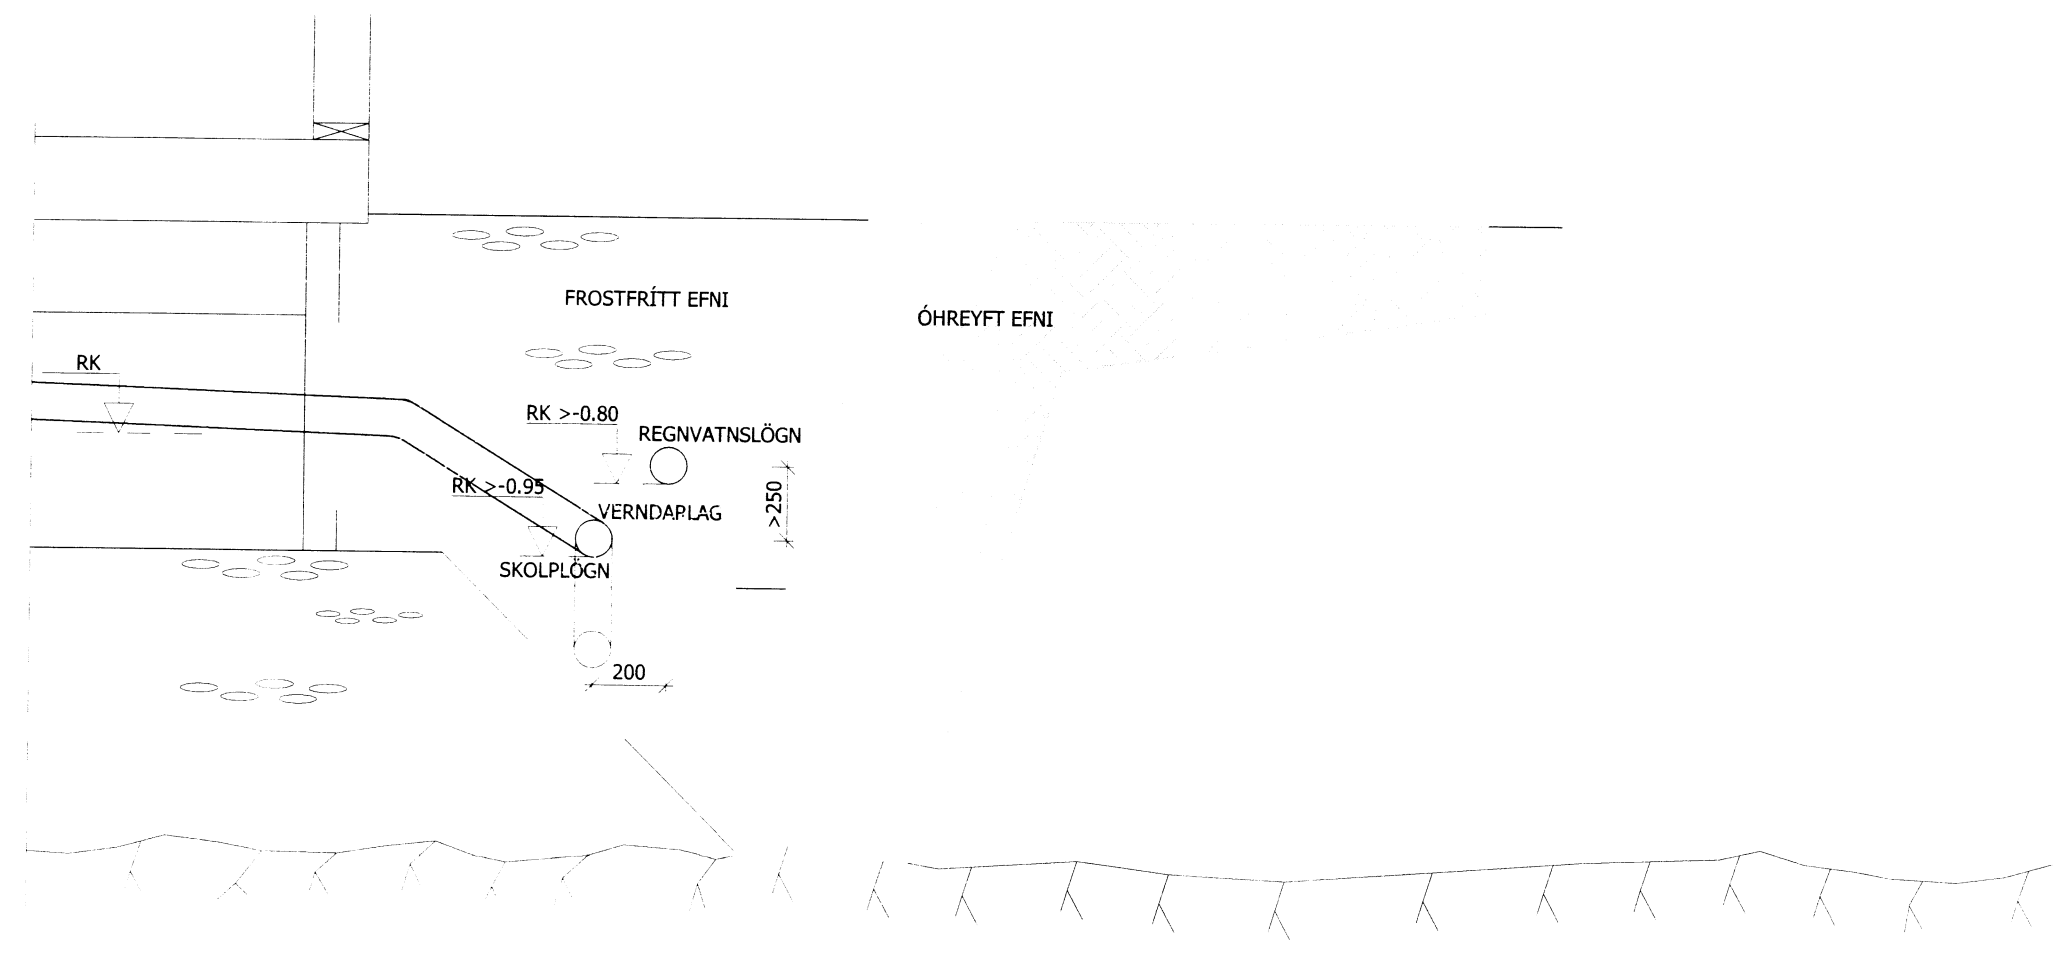 FROSTFRÍTT EFNI
ÓHREYFT EFNI
RK
RK >-0.80
REGNVATNSLÖGN
RK >-0.95
>250
VERNDARLAG
SKOLPLÖGN
200